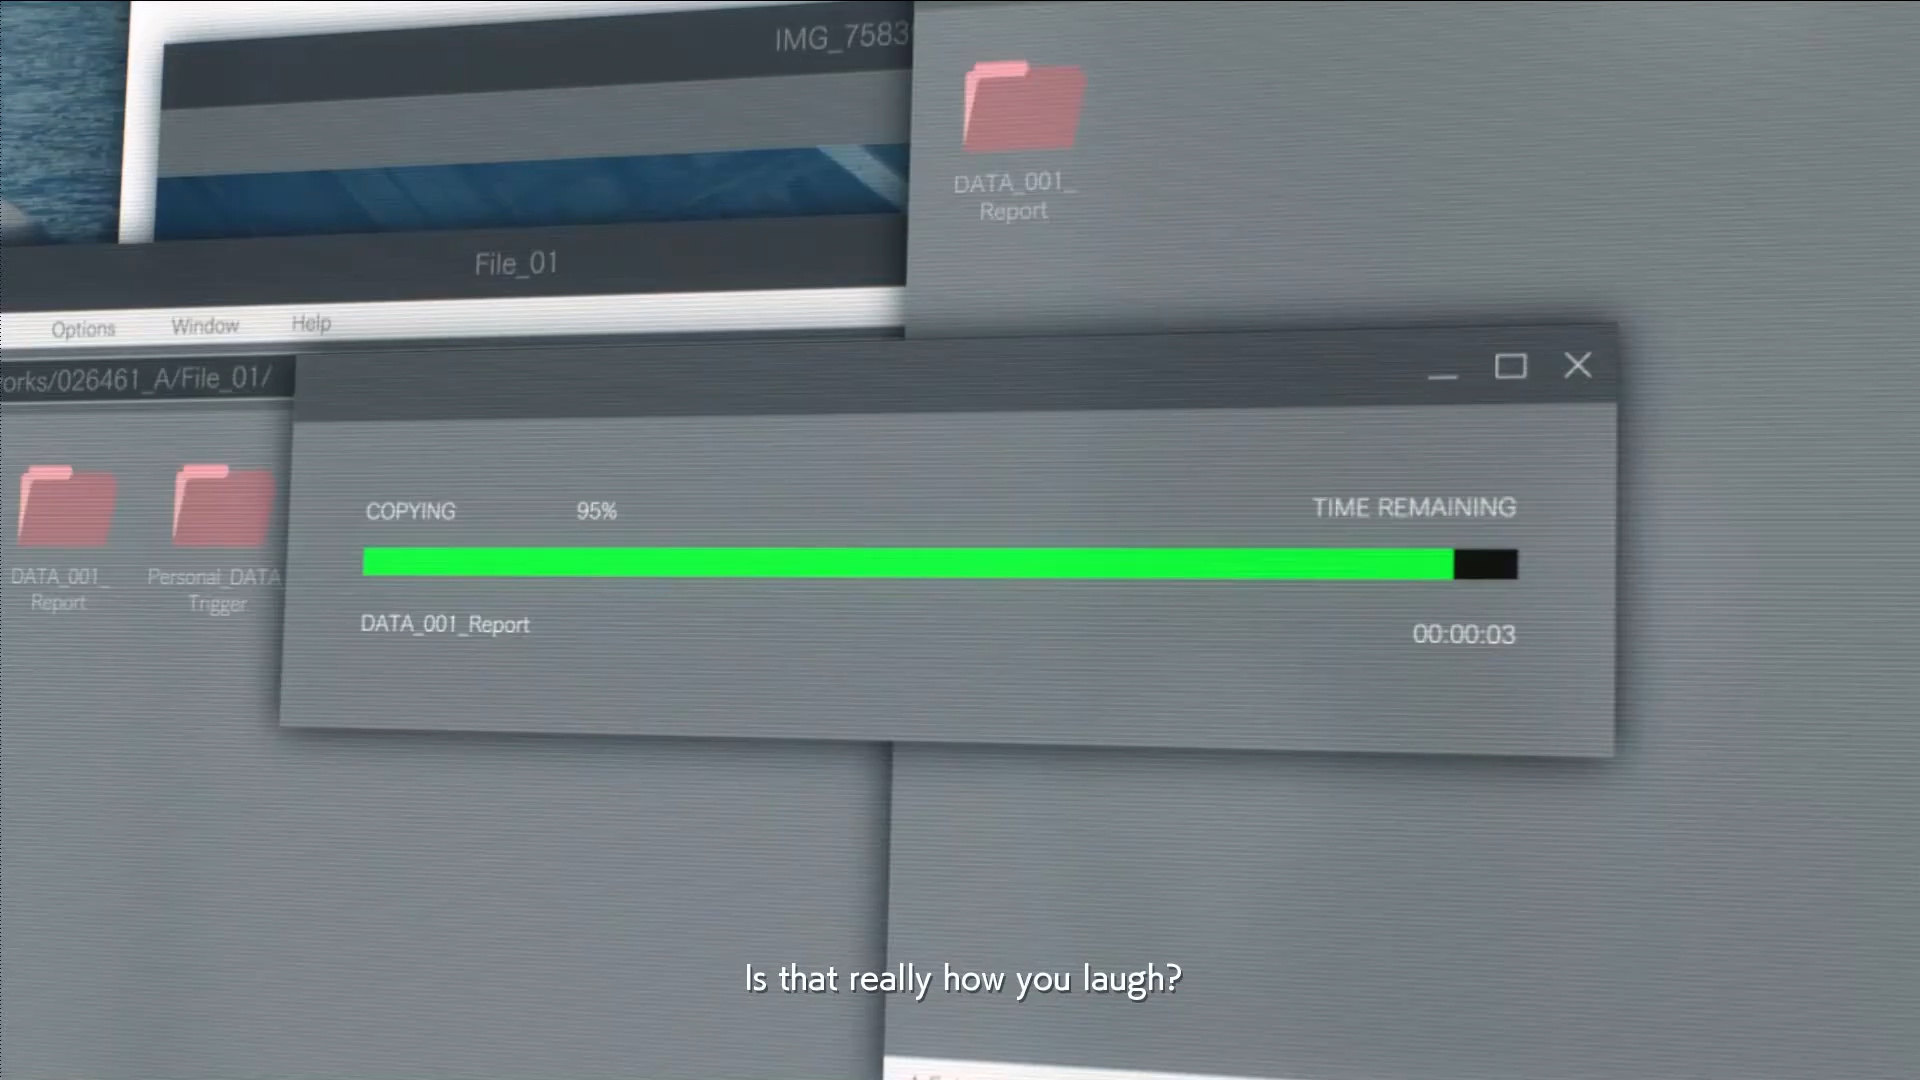 IMG_7583
DATA_001_
Report
File_01
Options Window Help
orks/026461_A/File_01/
DATA_001_
Report
Personal_DATA
Trigger
COPYING 95% TIME REMAINING
DATA_001_Report 00:00:03
Is that really how you laugh?